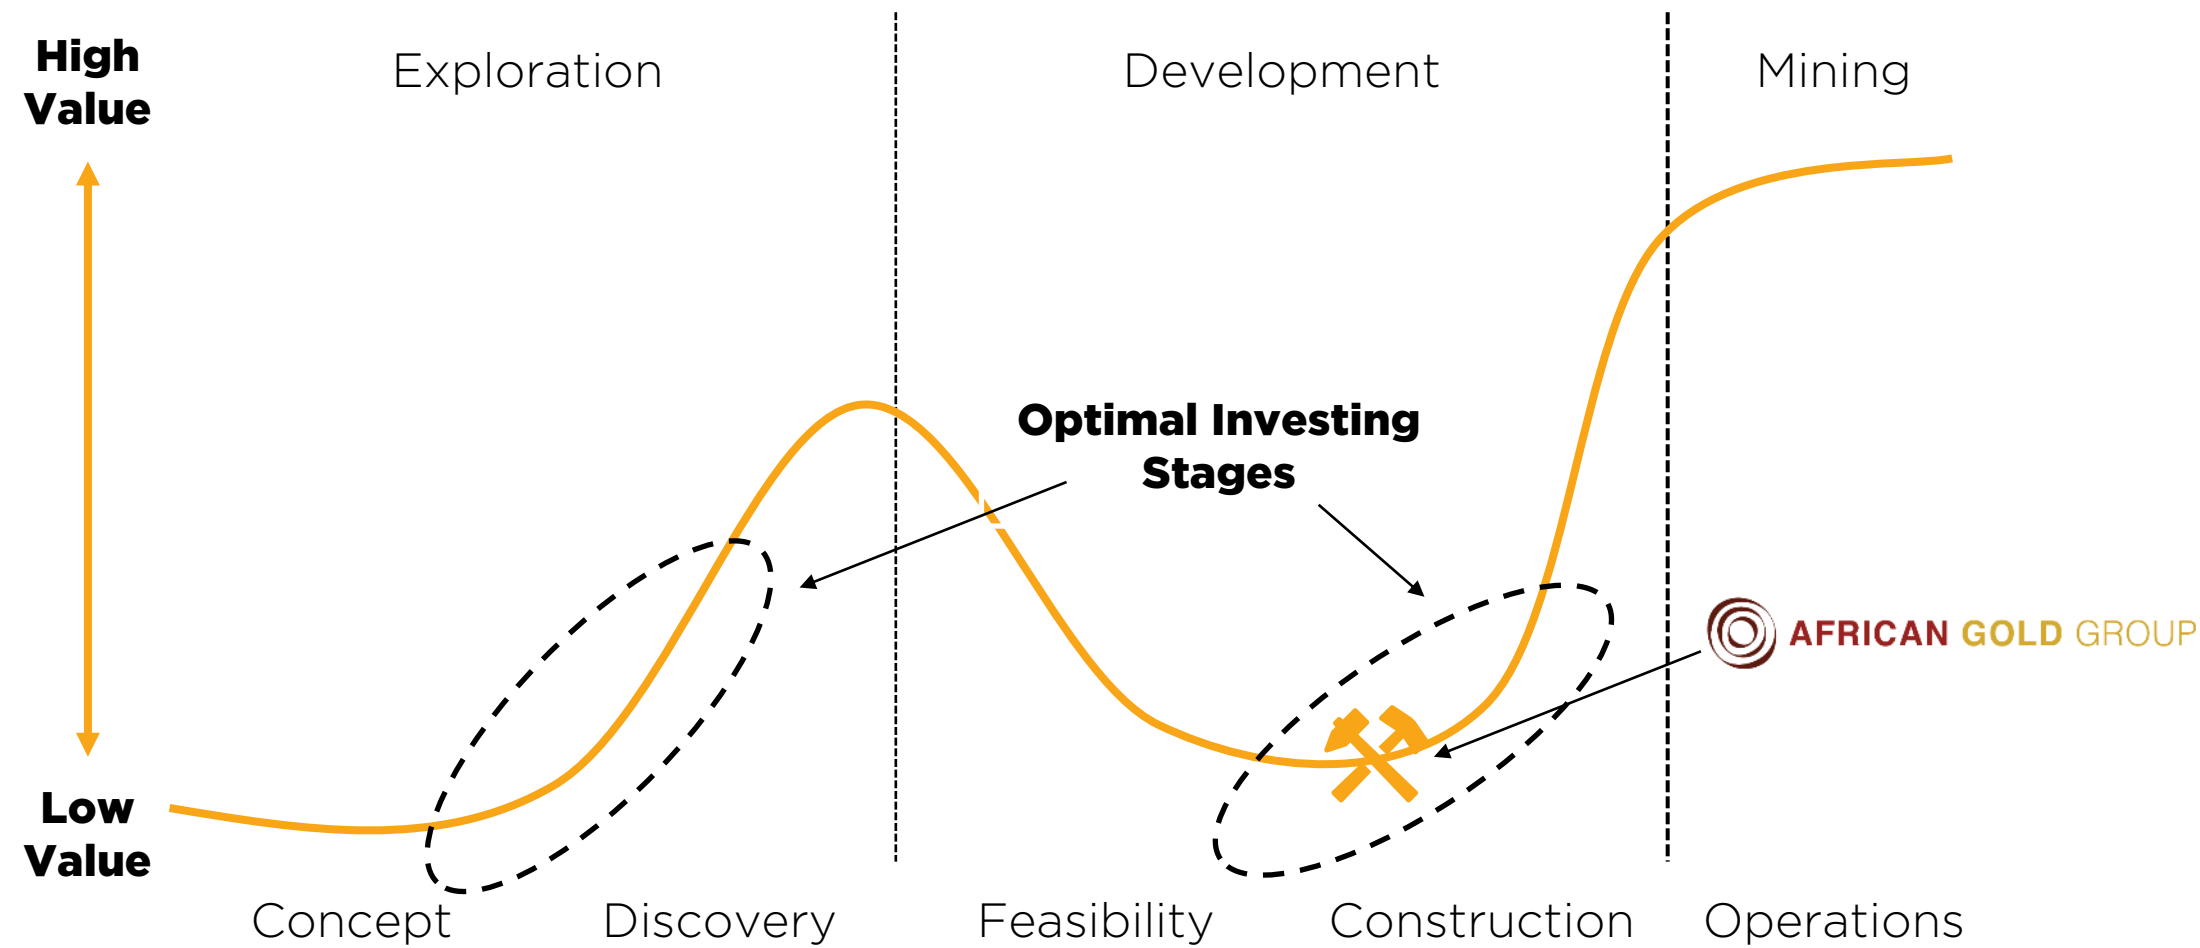 High
Value
Exploration
Development
Mining
Optimal Investing
Stages
AFRICAN GOLD GROUP
Low
Value
Concept
Discovery
Feasibility
Construction
Operations